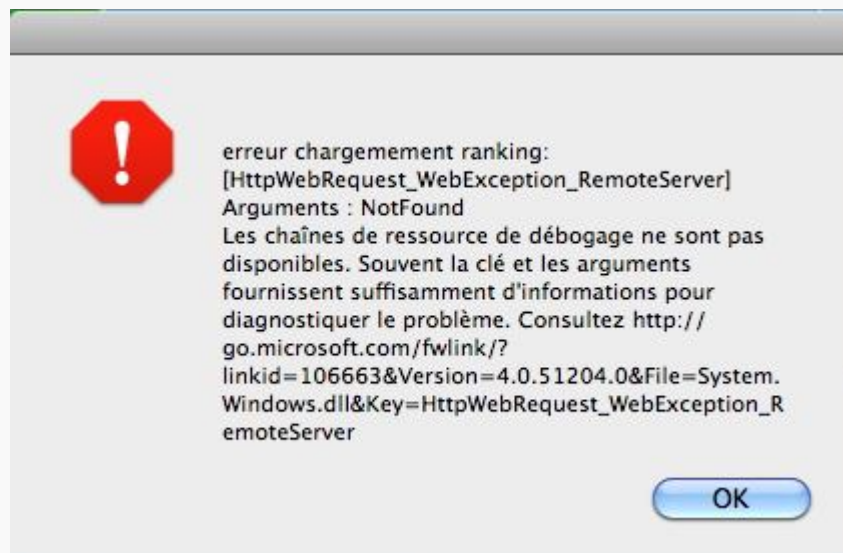 erreur chargemement ranking:
[HttpWebRequest_WebException_RemoteServer]
Arguments : NotFound
Les chaînes de ressource de débogage ne sont pas
disponibles. Souvent la clé et les arguments
fournissent suffisamment d'informations pour
diagnostiquer le problème. Consultez http://
go.microsoft.com/fwlink/?
linkid=106663&Version=4.0.51204.0&File=System.
Windows.dll&Key=HttpWebRequest_WebException_R
emoteServer
OK